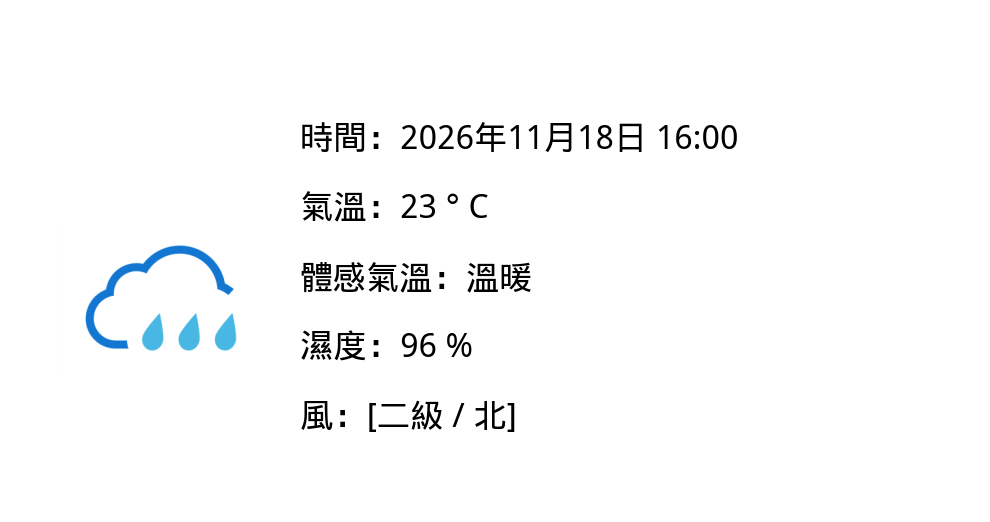 時間：2026年11月18日 16:00
氣溫：23 ° C
體感氣溫：溫暖
濕度：96 %
風：[二級 / 北]